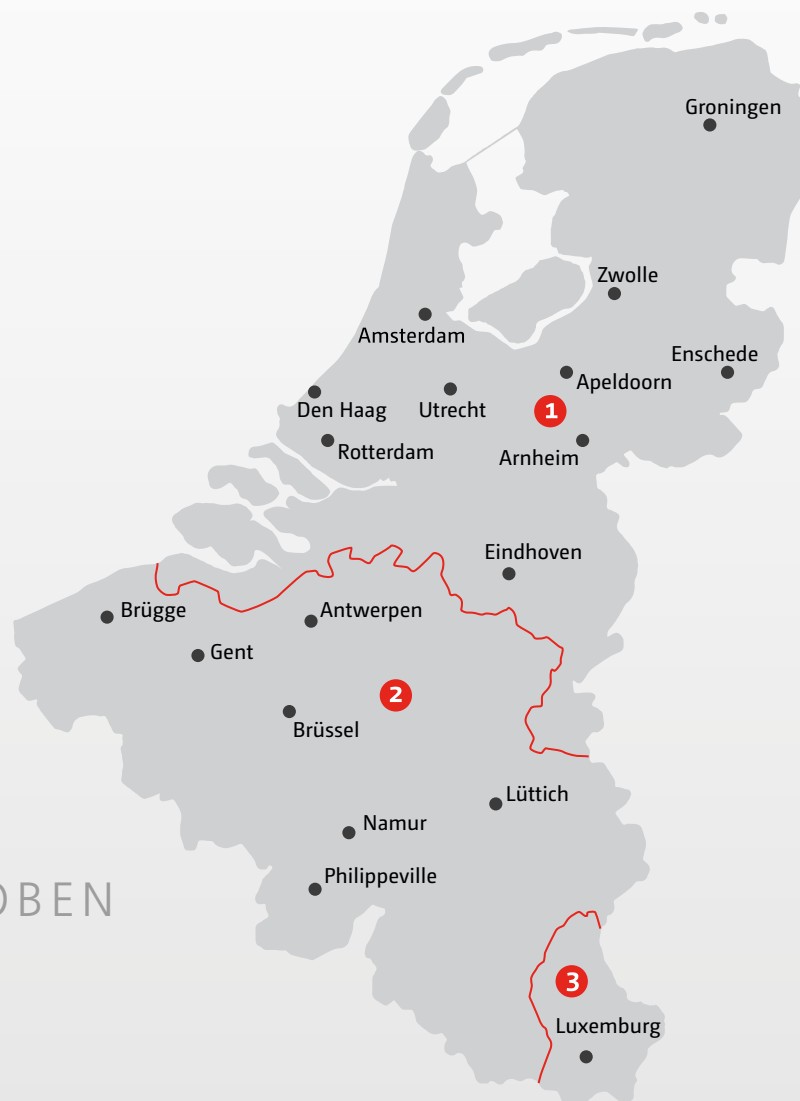 Groningen
Zwolle
Amsterdam
Enschede
Apeldoorn
Den Haag
Utrecht
1
Rotterdam
Arnheim
Eindhoven
Brügge
Antwerpen
Gent
2
Brüssel
Lüttich
Namur
Philippeville
OBEN
3
Luxemburg